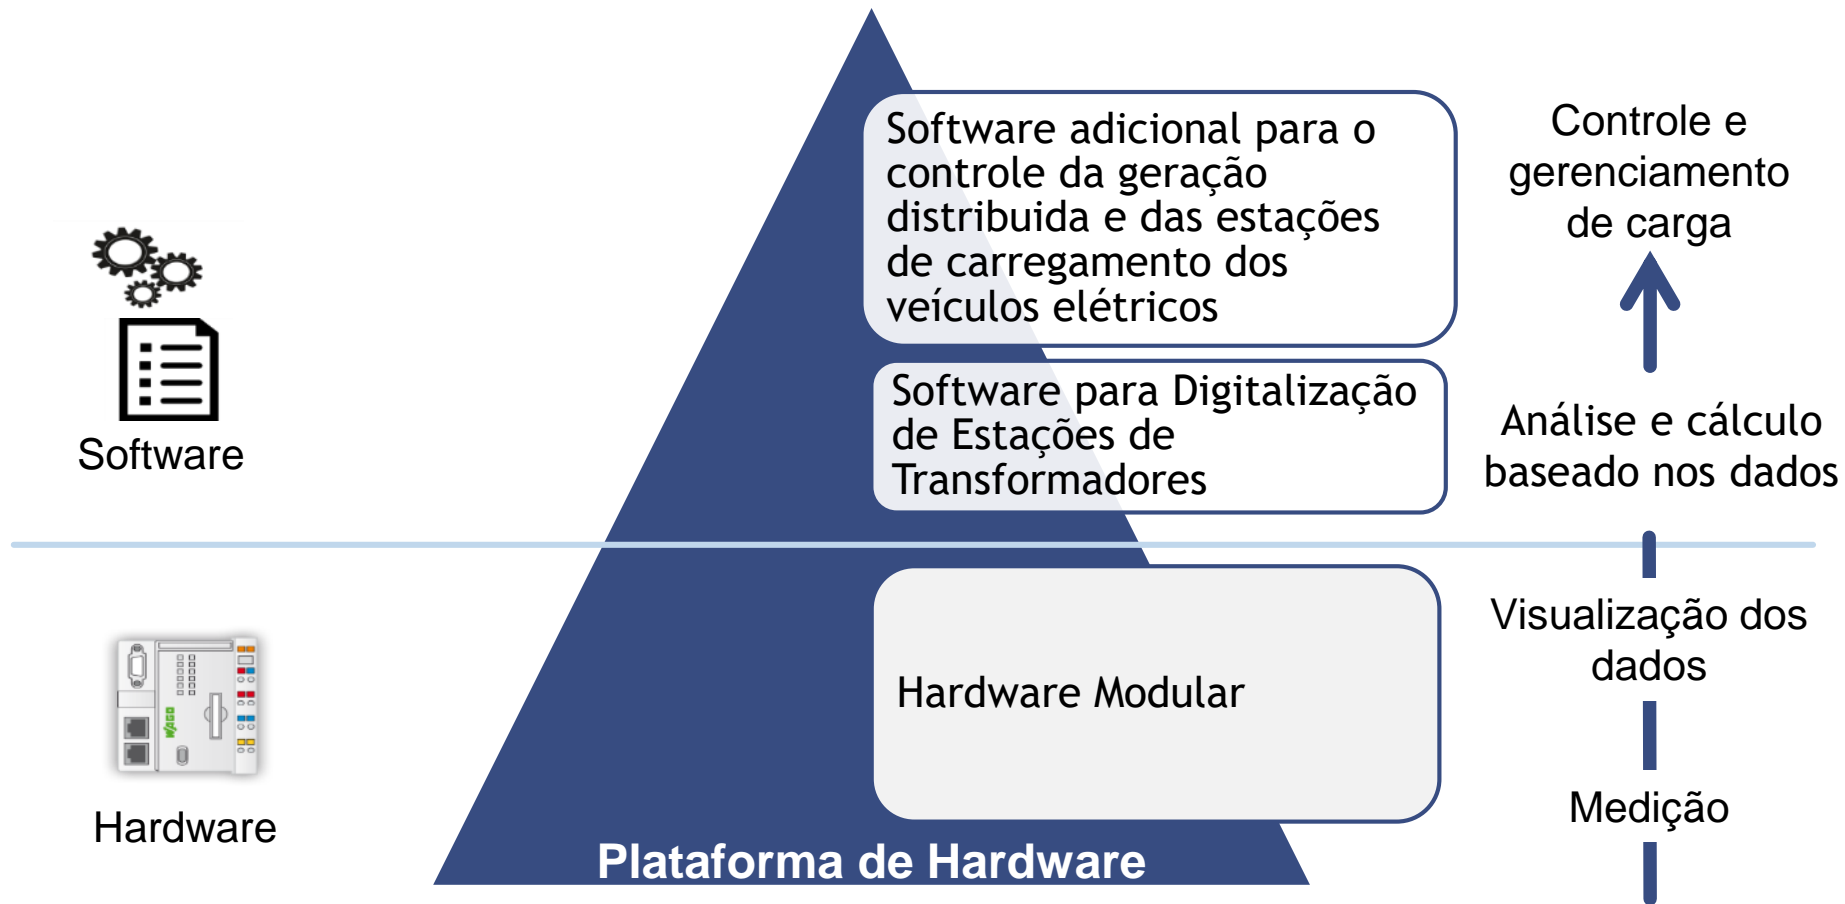 Software adicional para o
controle da geração
distribuida e das estações
de carregamento dos
veículos elétricos
Controle e
gerenciamento
de carga
Software
Software para Digitalização
de Estações de
Transformadores
Análise e cálculo
baseado nos dados
Hardware Modular
Visualização dos
dados
Medição
WAGO
Hardware
Plataforma de Hardware